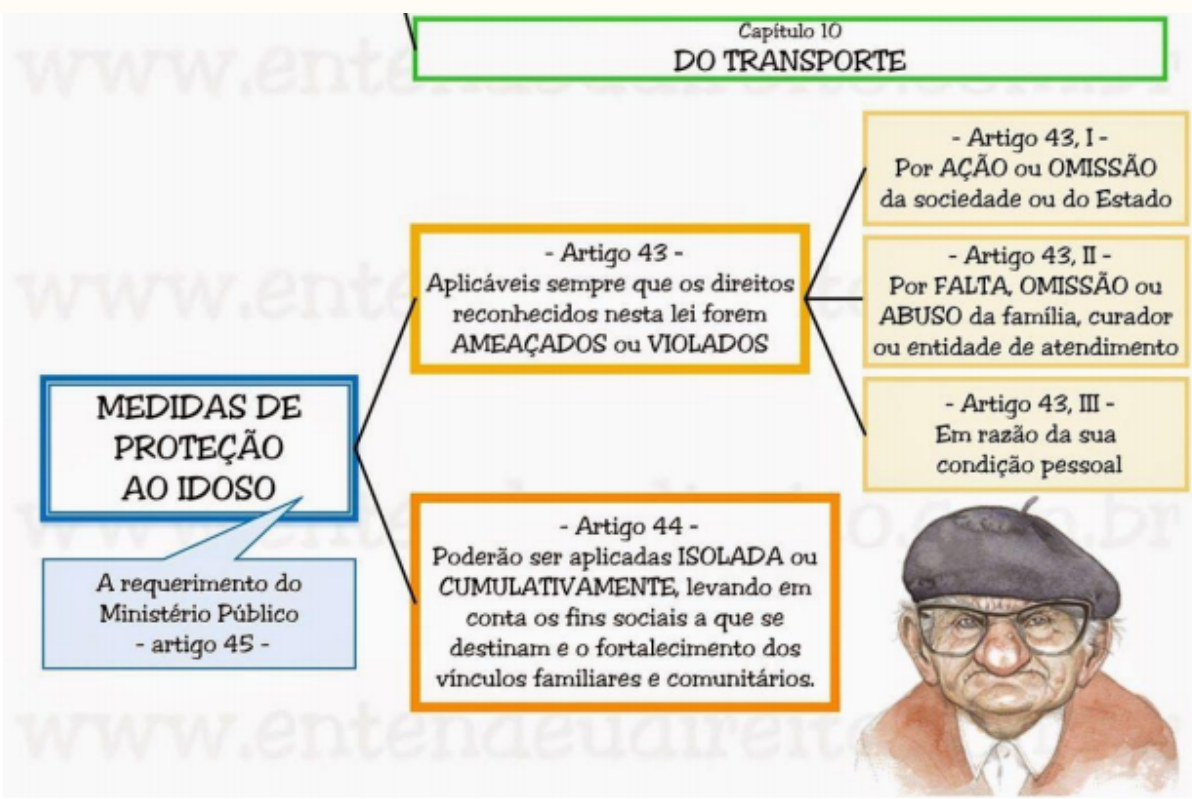 Capítulo 10
DO TRANSPORTE
- Artigo 43, I -
Por AÇÃO ou OMISSÃO
da sociedade ou do Estado
- Artigo 43 -
Aplicáveis sempre que os direitos
reconhecidos nesta lei forem
AMEAÇADOS ou VIOLADOS
- Artigo 43, II -
Por FALTA, OMISSÃO ou
ABUSO da família, curador
ou entidade de atendimento
- Artigo 43, III -
Em razão da sua
condição pessoal
MEDIDAS DE
PROTEÇÃO
AO IDOSO
A requerimento do
Ministério Público
- artigo 45 -
- Artigo 44 -
Poderão ser aplicadas ISOLADA ou
CUMULATIVAMENTE, levando em
conta os fins sociais a que se
destinam e o fortalecimento dos
vínculos familiares e comunitários.
www.entendeudireito.com.br